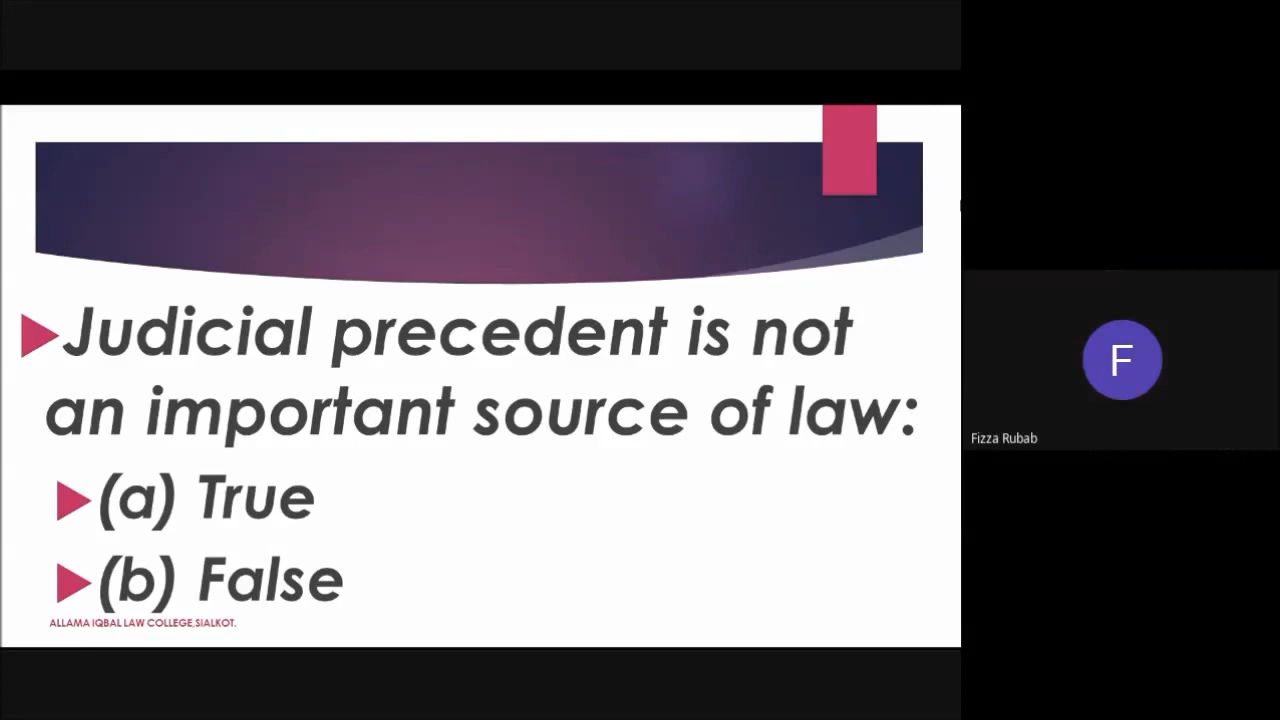 Judicial precedent is not
an important source of law:
(a) True
(b) False
ALLAMA IQBAL LAW COLLEGE,SIALKOT.
F
Fizza Rubab